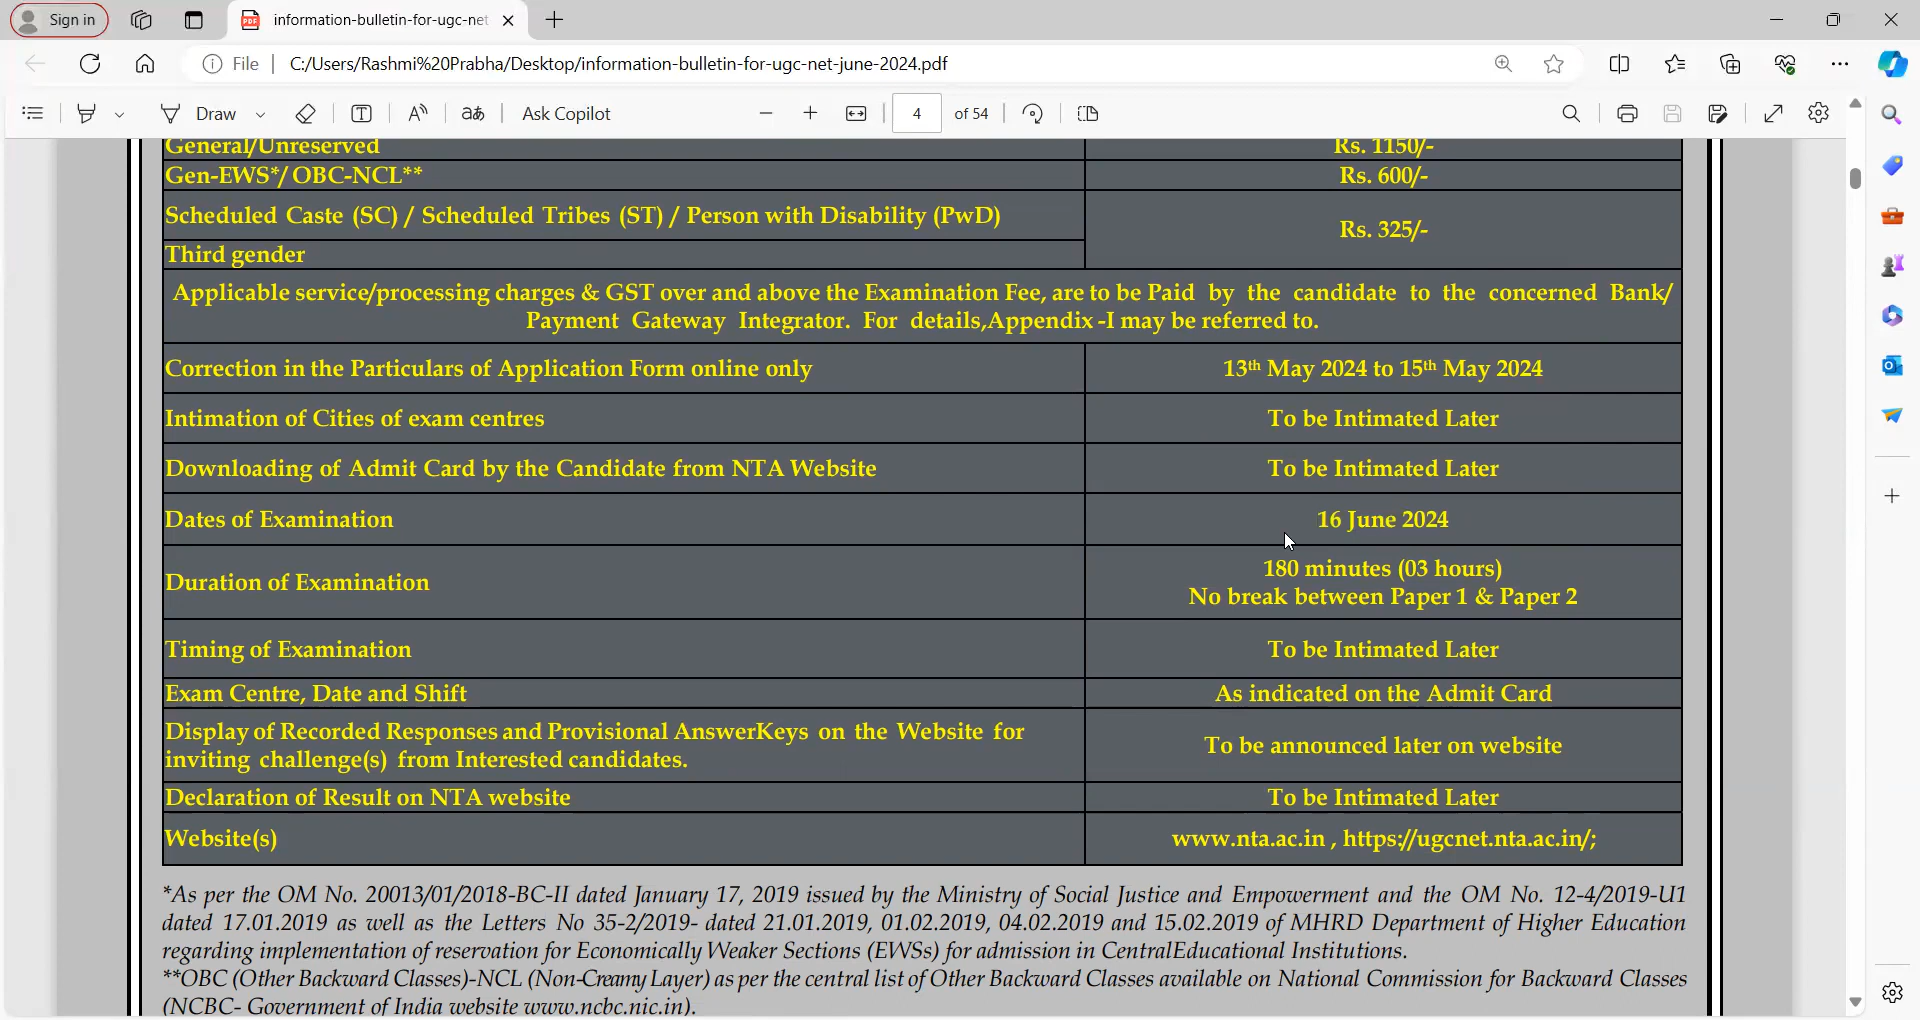 Sign in
information-bulletin-for-ugc-net
File
C:/Users/Rashmi%20Prabha/Desktop/information-bulletin-for-ugc-net-june-2024.pdf
Draw
aあ
Ask Copilot
4 of 54
General/Unreserved Rs. 1150/-
Gen-EWS*/ OBC-NCL** Rs. 600/-
Scheduled Caste (SC) / Scheduled Tribes (ST) / Person with Disability (PwD)
Rs. 325/-
Third gender
Applicable service/processing charges & GST over and above the Examination Fee, are to be Paid by the candidate to the concerned Bank/
Payment Gateway Integrator. For details,Appendix -I may be referred to.
Correction in the Particulars of Application Form online only 13th May 2024 to 15th May 2024
Intimation of Cities of exam centres To be Intimated Later
Downloading of Admit Card by the Candidate from NTA Website To be Intimated Later
Dates of Examination 16 June 2024
Duration of Examination 180 minutes (03 hours)
No break between Paper 1 & Paper 2
Timing of Examination To be Intimated Later
Exam Centre, Date and Shift As indicated on the Admit Card
Display of Recorded Responses and Provisional AnswerKeys on the Website for
inviting challenge(s) from Interested candidates.
To be announced later on website
Declaration of Result on NTA website To be Intimated Later
Website(s) www.nta.ac.in , https://ugcnet.nta.ac.in/;
*As per the OM No. 20013/01/2018-BC-II dated January 17, 2019 issued by the Ministry of Social Justice and Empowerment and the OM No. 12-4/2019-U1
dated 17.01.2019 as well as the Letters No 35-2/2019- dated 21.01.2019, 01.02.2019, 04.02.2019 and 15.02.2019 of MHRD Department of Higher Education
regarding implementation of reservation for Economically Weaker Sections (EWSs) for admission in CentralEducational Institutions.
**OBC (Other Backward Classes)-NCL (Non-Creamy Layer) as per the central list of Other Backward Classes available on National Commission for Backward Classes
(NCBC- Government of India website www.ncbc.nic.in).